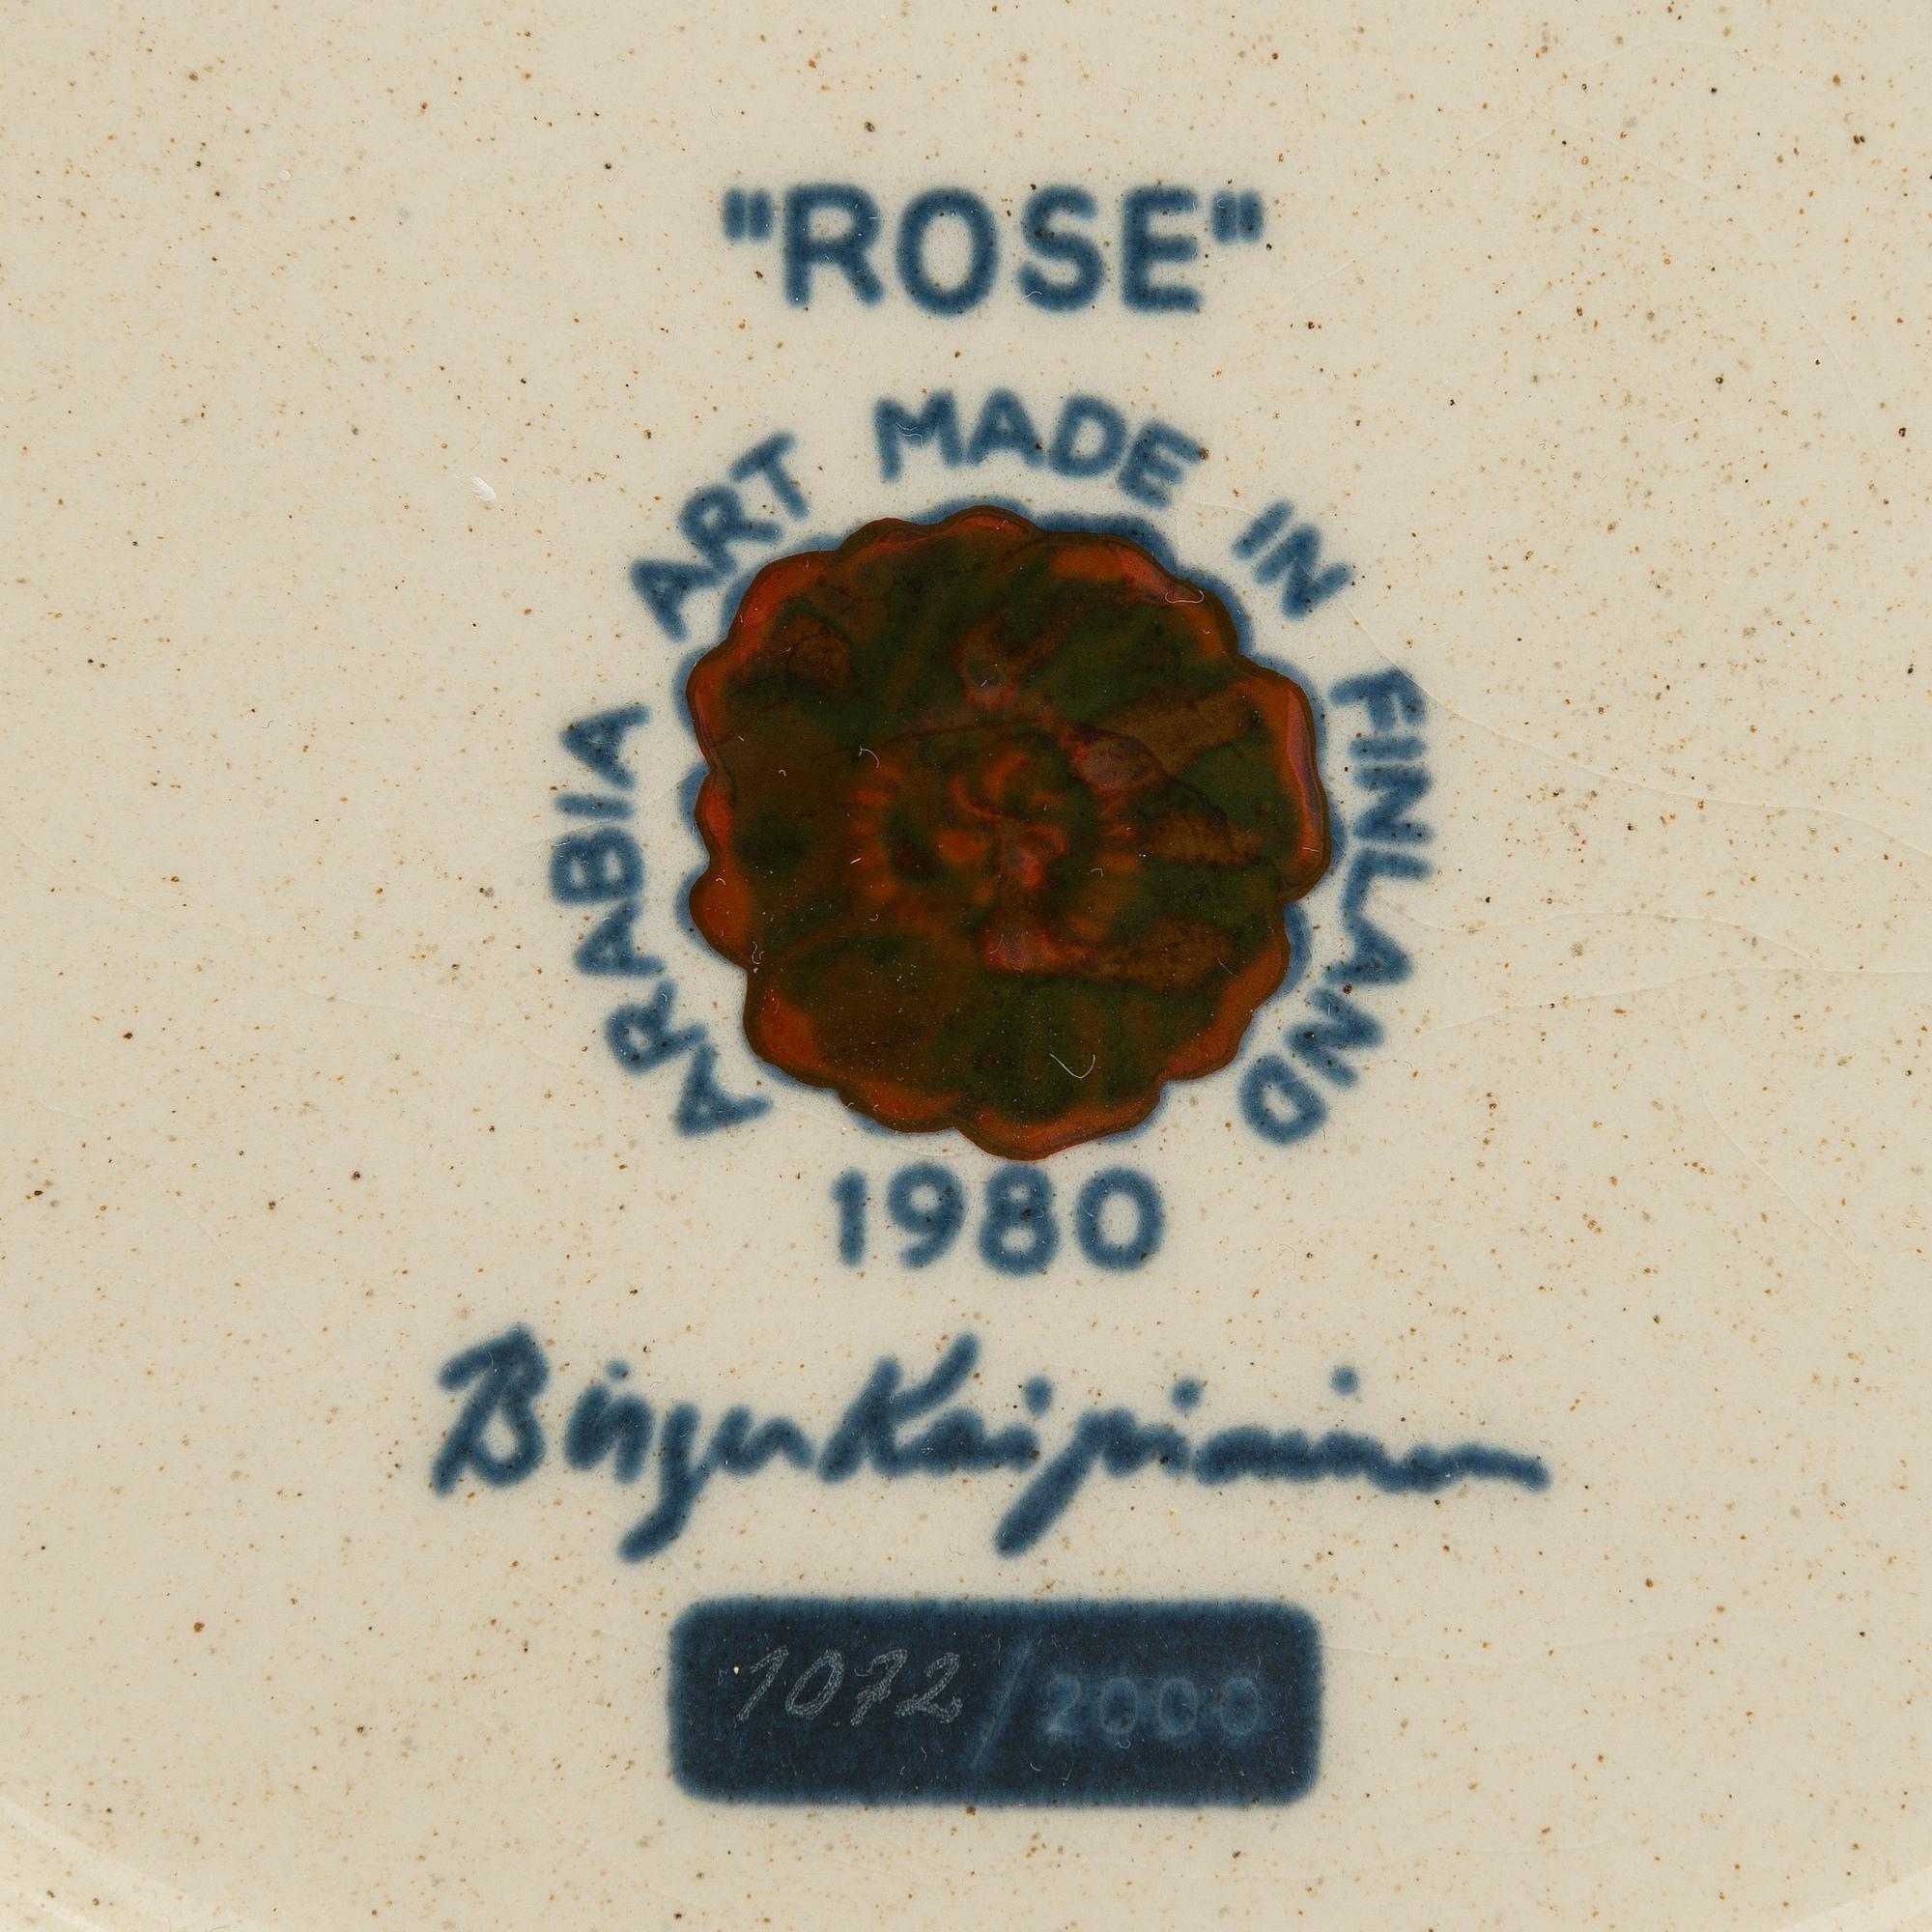 "ROSE"
ARABIA ART MADE IN FINLAND
1980
Birger Kaipiainen
1072/2000